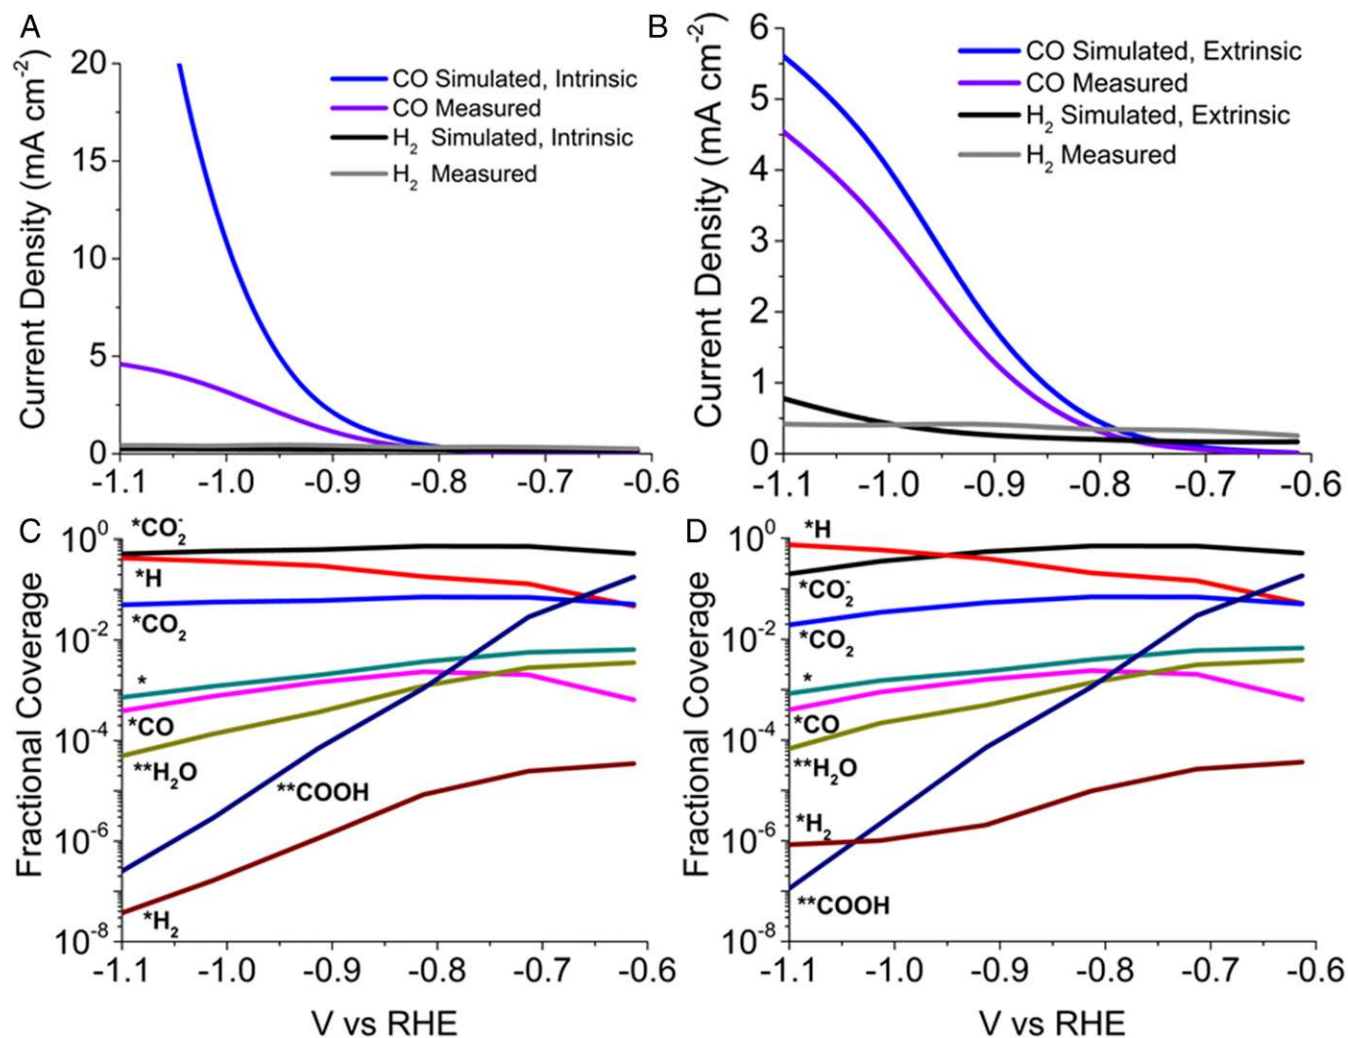 A
Current Density (mA cm⁻²)
20
15
10
5
0
CO Simulated, Intrinsic
CO Measured
H₂ Simulated, Intrinsic
H₂ Measured
-1.1 -1.0 -0.9 -0.8 -0.7 -0.6
B
Current Density (mA cm⁻²)
6
5
4
3
2
1
0
CO Simulated, Extrinsic
CO Measured
H₂ Simulated, Extrinsic
H₂ Measured
-1.1 -1.0 -0.9 -0.8 -0.7 -0.6
C
Fractional Coverage
10⁰
10⁻²
10⁻⁴
10⁻⁶
10⁻⁸
*CO₂⁻
*H
*CO₂
*
*CO
**H₂O
**COOH
*H₂
-1.1 -1.0 -0.9 -0.8 -0.7 -0.6
V vs RHE
D
Fractional Coverage
10⁰
10⁻²
10⁻⁴
10⁻⁶
10⁻⁸
*H
*CO₂⁻
*CO₂
*
*CO
**H₂O
*H₂
**COOH
-1.1 -1.0 -0.9 -0.8 -0.7 -0.6
V vs RHE